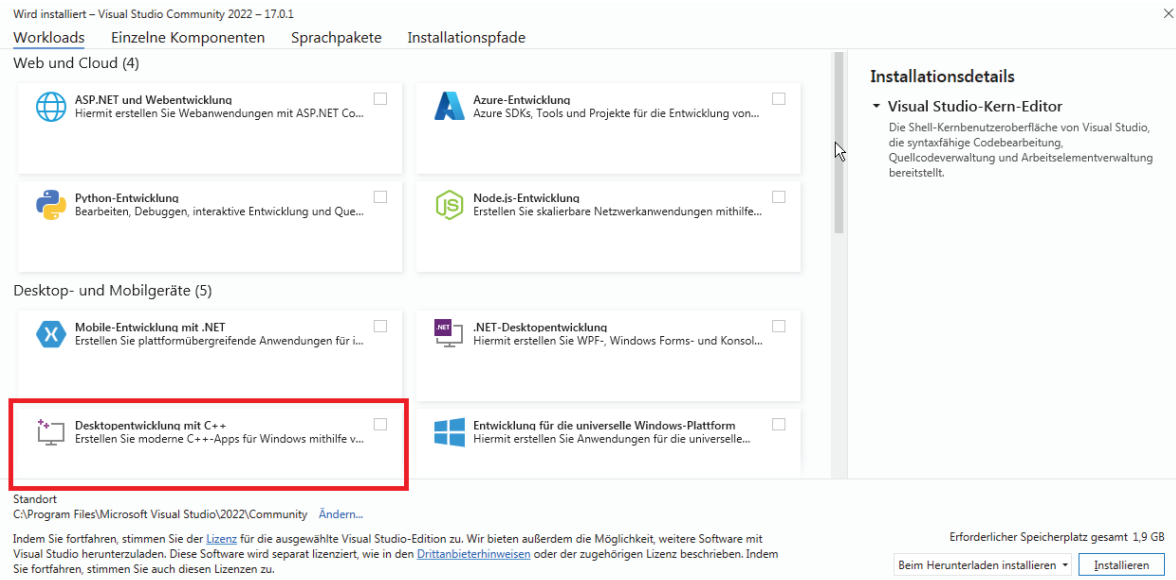 Wird installiert – Visual Studio Community 2022 – 17.0.1
Workloads Einzelne Komponenten Sprachpakete Installationspfade
Web und Cloud (4)
ASP.NET und Webentwicklung
Hiermit erstellen Sie Webanwendungen mit ASP.NET Co...
Azure-Entwicklung
Azure SDKs, Tools und Projekte für die Entwicklung von...
Python-Entwicklung
Bearbeiten, Debuggen, interaktive Entwicklung und Que...
Node.js-Entwicklung
Erstellen Sie skalierbare Netzwerkanwendungen mithilfe...
Desktop- und Mobilgeräte (5)
Mobile-Entwicklung mit .NET
Erstellen Sie plattformübergreifende Anwendungen für i...
.NET
.NET-Desktopentwicklung
Hiermit erstellen Sie WPF-, Windows Forms- und Konsol...
Desktopentwicklung mit C++
Erstellen Sie moderne C++-Apps für Windows mithilfe v...
Entwicklung für die universelle Windows-Plattform
Hiermit erstellen Sie Anwendungen für die universelle...
Installationsdetails
Visual Studio-Kern-Editor
Die Shell-Kernbenutzeroberfläche von Visual Studio,
die syntaxfähige Codebearbeitung,
Quellcodeverwaltung und Arbeitselementverwaltung
bereitstellt.
Standort
C:\Program Files\Microsoft Visual Studio\2022\Community Ändern...
Indem Sie fortfahren, stimmen Sie der Lizenz für die ausgewählte Visual Studio-Edition zu. Wir bieten außerdem die Möglichkeit, weitere Software mit
Visual Studio herunterzuladen. Diese Software wird separat lizenziert, wie in den Drittanbieterhinweisen oder der zugehörigen Lizenz beschrieben. Indem
Sie fortfahren, stimmen Sie auch diesen Lizenzen zu.
Erforderlicher Speicherplatz gesamt 1,9 GB
Beim Herunterladen installieren
Installieren